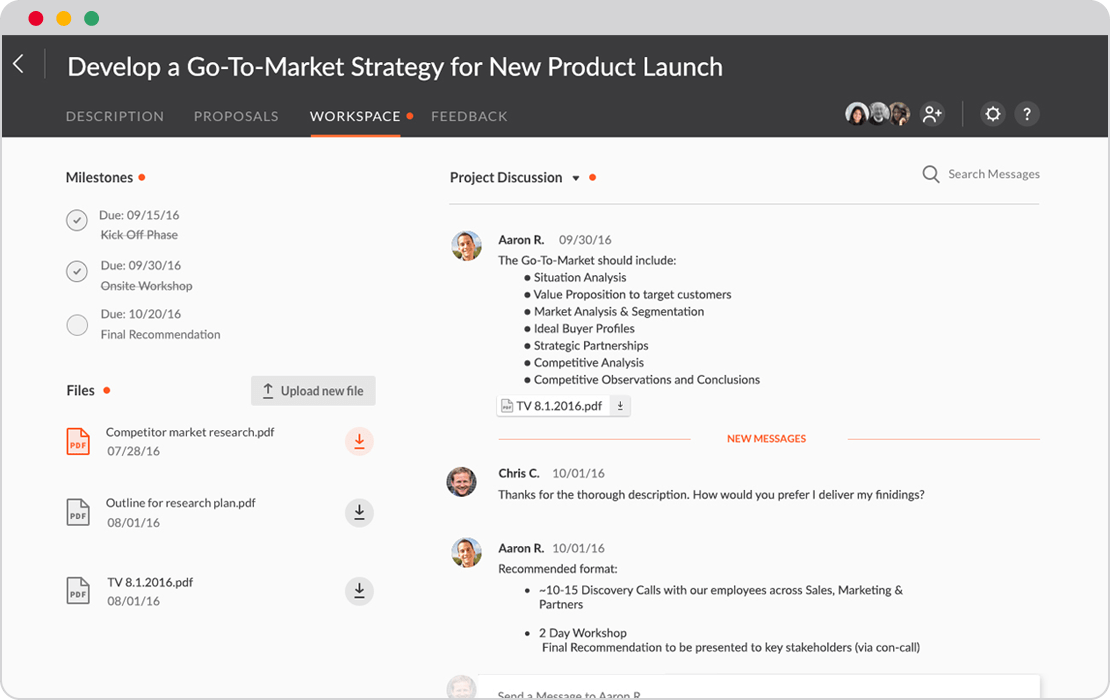 Develop a Go-To-Market Strategy for New Product Launch
DESCRIPTION
PROPOSALS
WORKSPACE
FEEDBACK
?
Milestones
Due: 09/15/16
Kick Off Phase
Due: 09/30/16
Onsite Workshop
Due: 10/20/16
Final Recommendation
Files
Upload new file
PDF
Competitor market research.pdf
07/28/16
PDF
Outline for research plan.pdf
08/01/16
PDF
TV 8.1.2016.pdf
08/01/16
Project Discussion
Search Messages
Aaron R. 09/30/16
The Go-To-Market should include:
● Situation Analysis
● Value Proposition to target customers
● Market Analysis & Segmentation
● Ideal Buyer Profiles
● Strategic Partnerships
● Competitive Analysis
● Competitive Observations and Conclusions
PDF TV 8.1.2016.pdf
NEW MESSAGES
Chris C. 10/01/16
Thanks for the thorough description. How would you prefer I deliver my finidings?
Aaron R. 10/01/16
Recommended format:
• ~10-15 Discovery Calls with our employees across Sales, Marketing &
Partners
• 2 Day Workshop
Final Recommendation to be presented to key stakeholders (via con-call)
Send a Message to Aaron R.